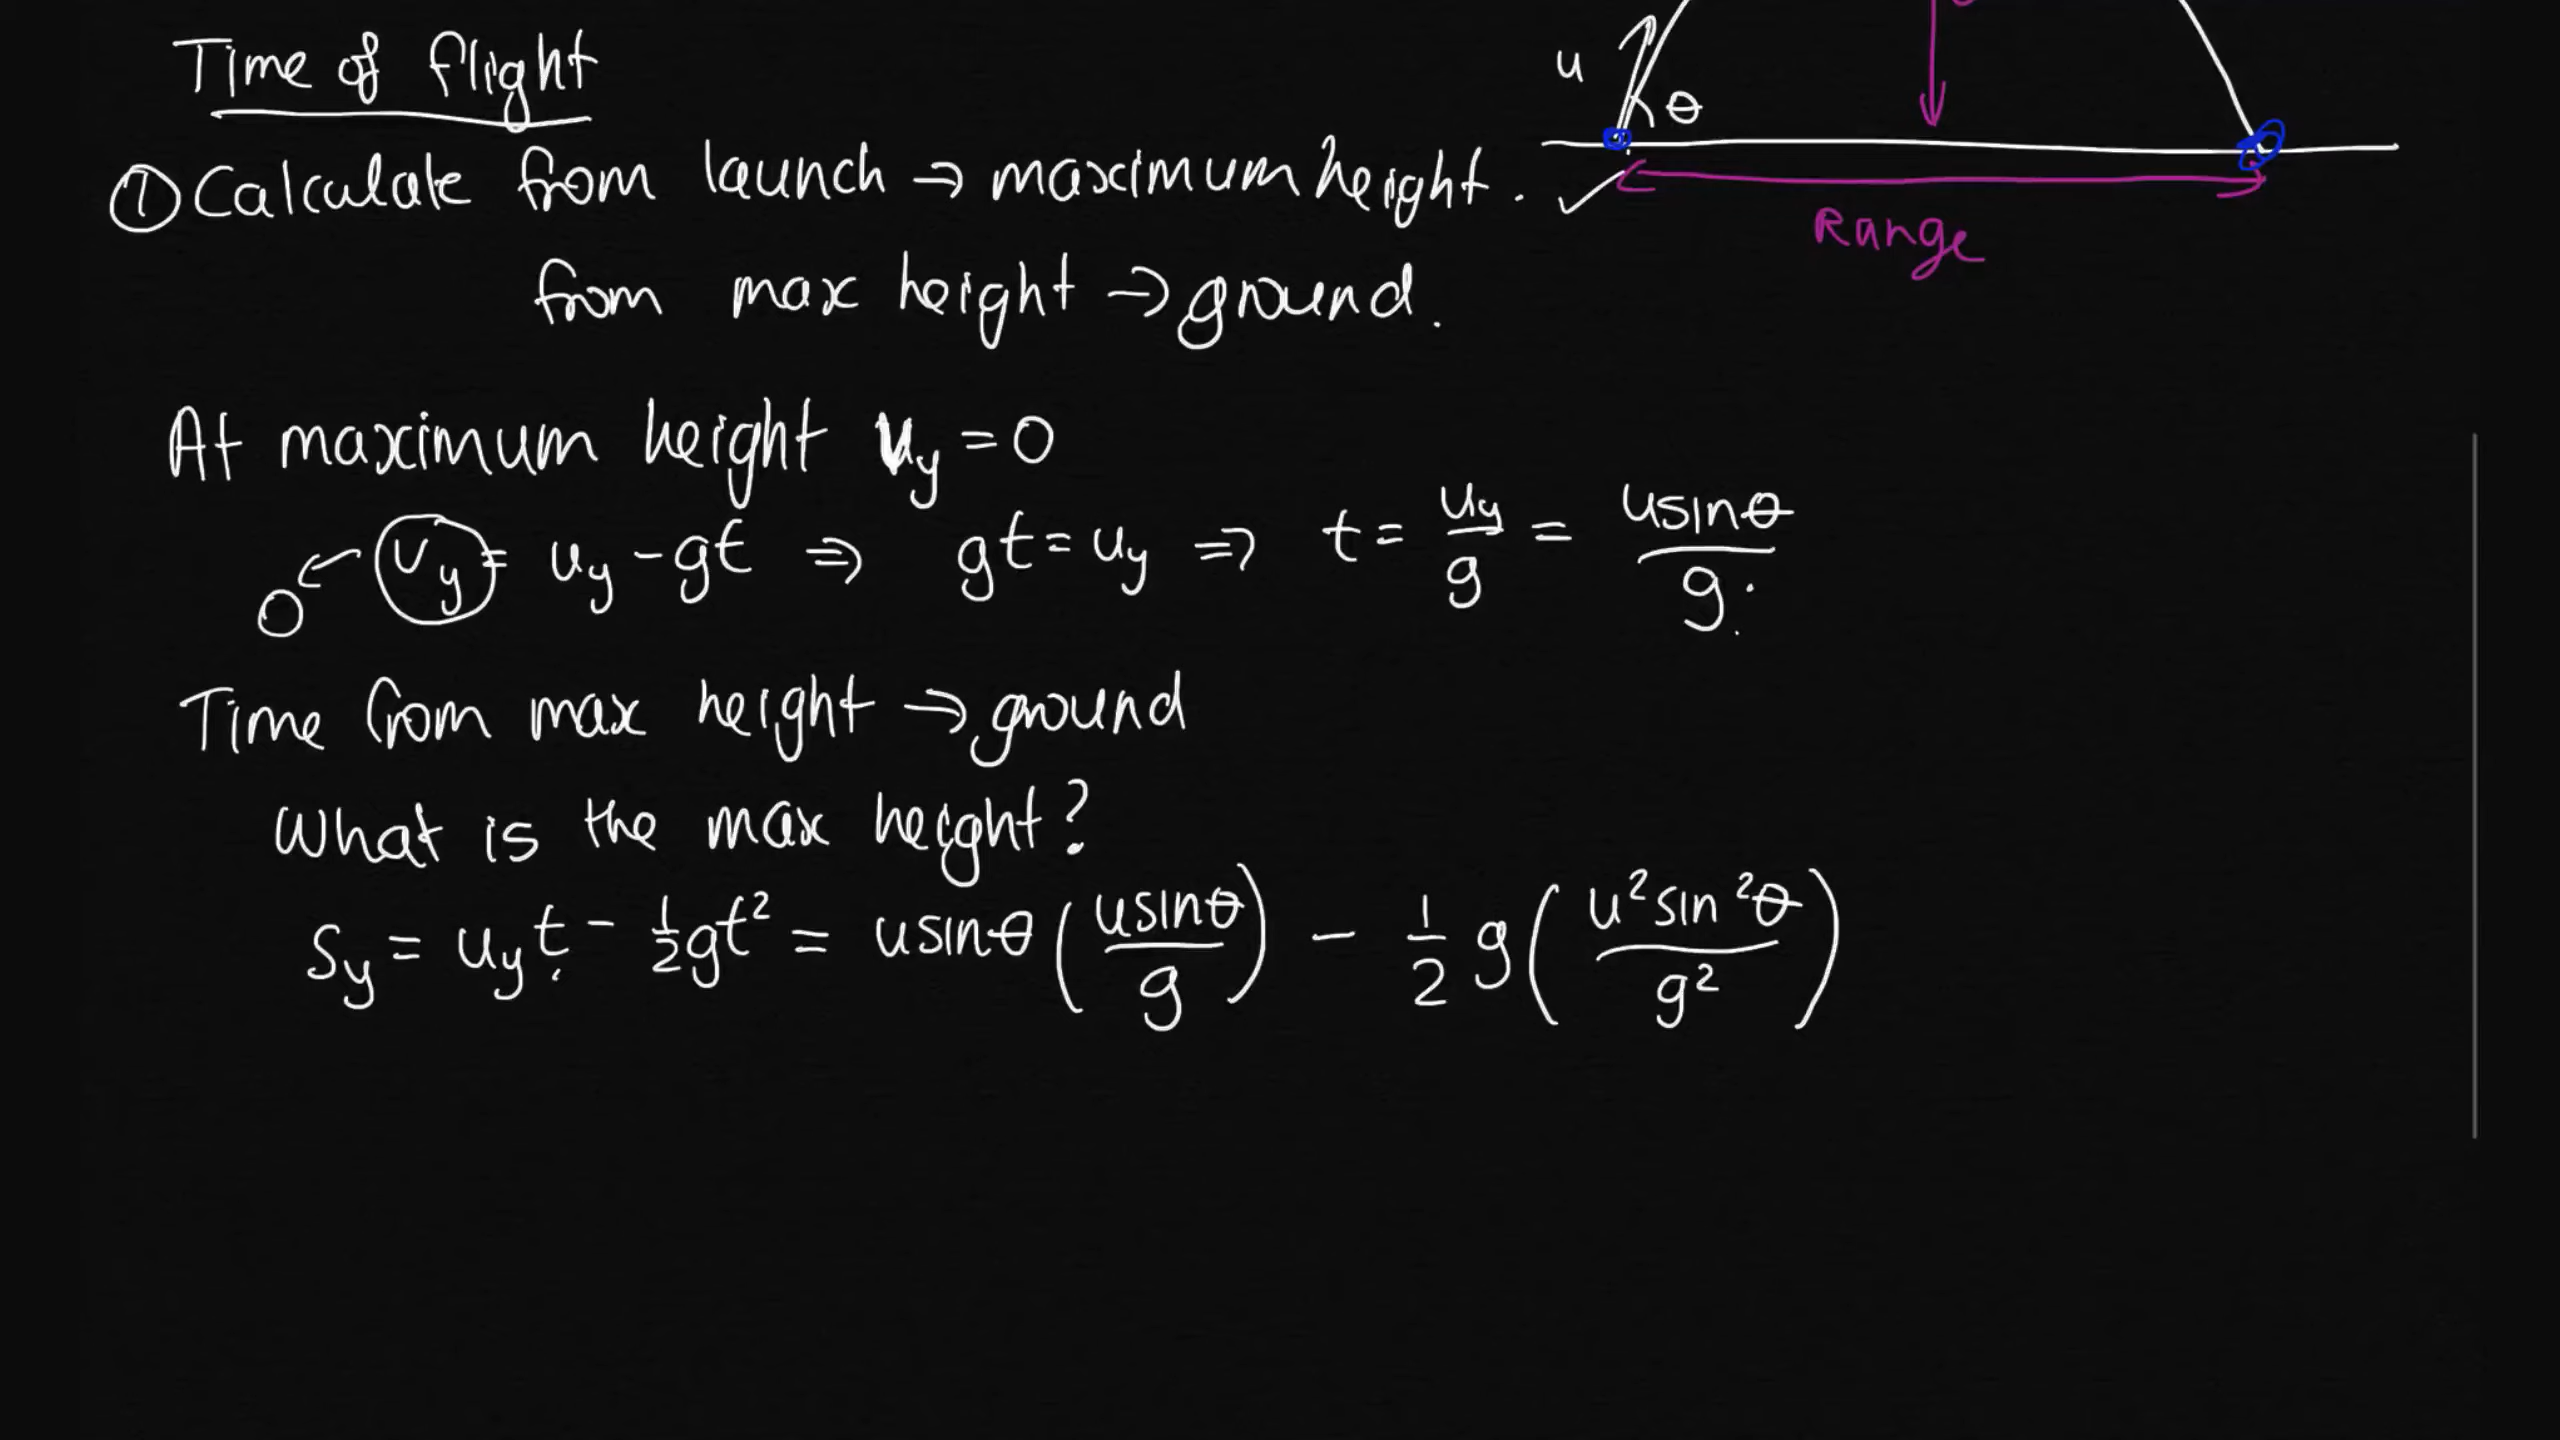 Time of flight
u
θ
① Calculate from launch → maximum height. ✓
Range
from max height → ground.
At maximum height vy = 0
0 ← vy = uy - gt ⇒ gt = uy ⇒ t = uy/g = usinθ/g.
Time from max height → ground
What is the max height?
Sy = uyt - 1/2gt² = usinθ(usinθ/g) - 1/2 g(u²sin²θ/g²)